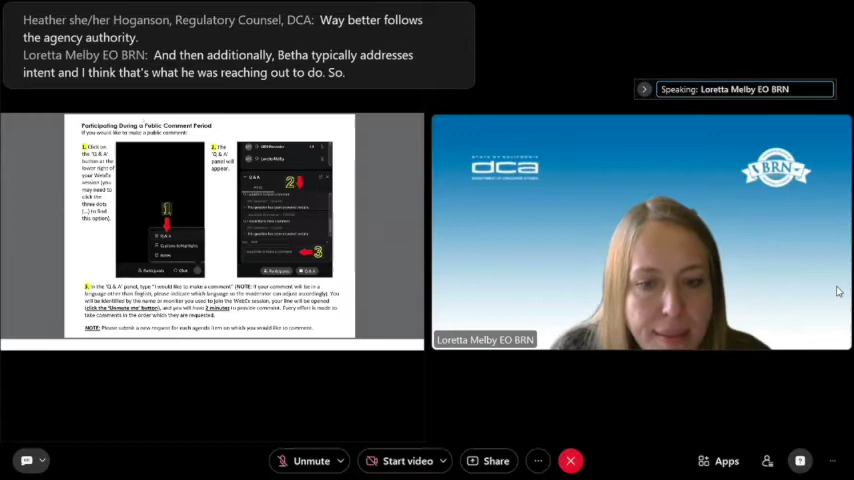 Heather she/her Hoganson, Regulatory Counsel, DCA: Way better follows
the agency authority.
Loretta Melby EO BRN: And then additionally, Betha typically addresses
intent and I think that's what he was reaching out to do. So.
Speaking: Loretta Melby EO BRN
Participating During a Public Comment Period
If you would like to make a public comment:
1. Click on
the 'Q & A'
button at the
lower right of
your WebEx
session (you
may need to
click the
three dots
(...) to find
this option).
1
Q & A
Participants
Chat
2. The
'Q & A'
panel will
appear.
Loretta Melby
Q & A
2
3
Participants
Q & A
3. In the 'Q & A' panel, type "I would like to make a comment" (NOTE: If your comment will be in a
language other than English, please indicate which language so the moderator can adjust accordingly). You
will be identified by the name or moniker you used to join the WebEx session, your line will be opened
(click the 'Unmute me' button), and you will have 2 minutes to provide comment. Every effort is made to
take comments in the order which they are requested.
NOTE: Please submit a new request for each agenda item on which you would like to comment.
STATE OF CALIFORNIA
dca
DEPARTMENT OF CONSUMER AFFAIRS
BRN
Loretta Melby EO BRN
Unmute
Start video
Share
Apps